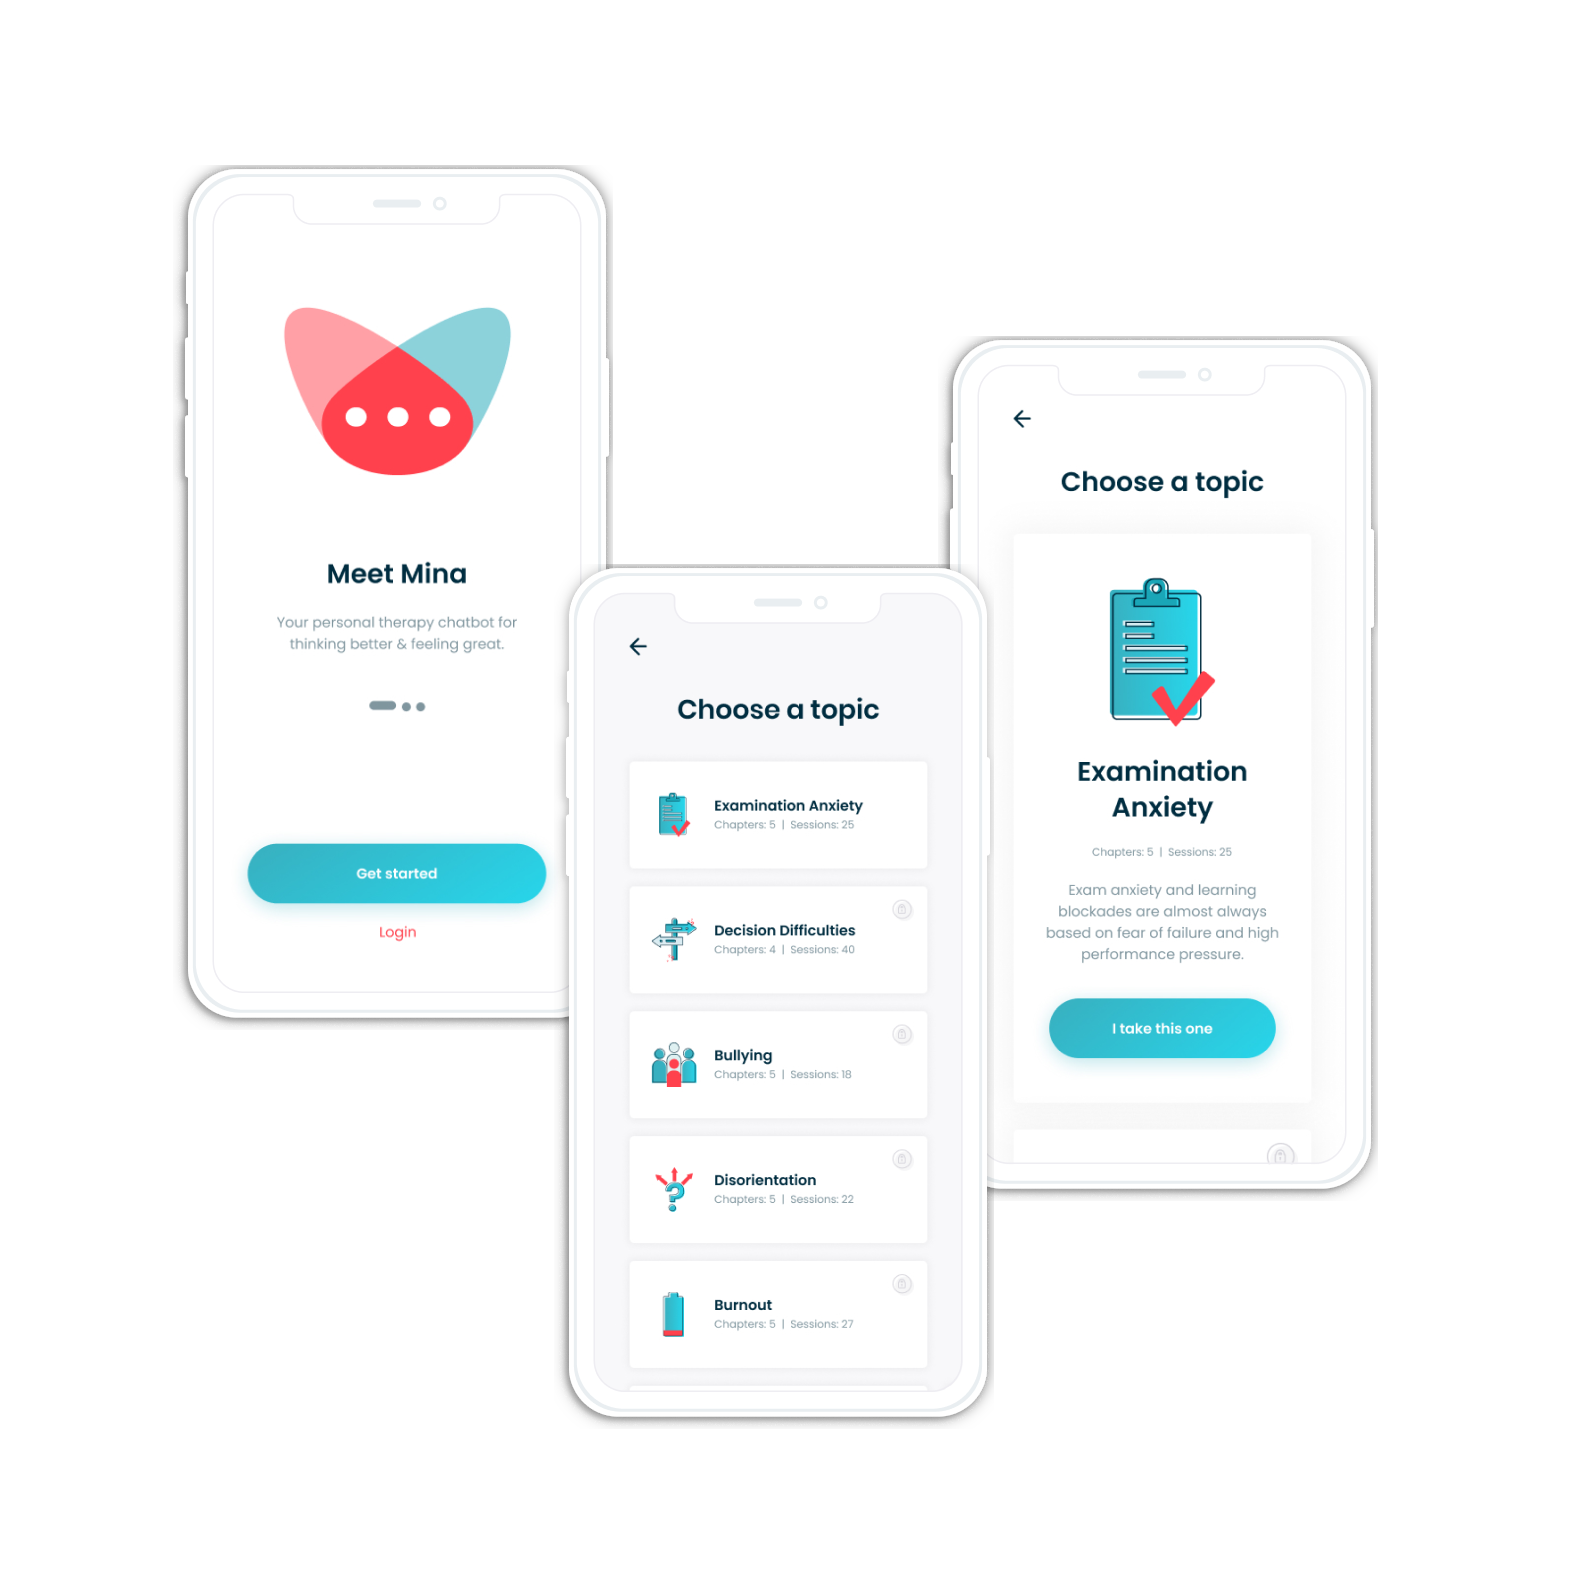 Meet Mina
Your personal therapy chatbot for
thinking better & feeling great.
Get started
Login
Choose a topic
Examination Anxiety
Chapters: 5 | Sessions: 25
Decision Difficulties
Chapters: 4 | Sessions: 40
Bullying
Chapters: 5 | Sessions: 18
Disorientation
Chapters: 5 | Sessions: 22
Burnout
Chapters: 5 | Sessions: 27
Choose a topic
Examination
Anxiety
Chapters: 5 | Sessions: 25
Exam anxiety and learning
blockades are almost always
based on fear of failure and high
performance pressure.
I take this one